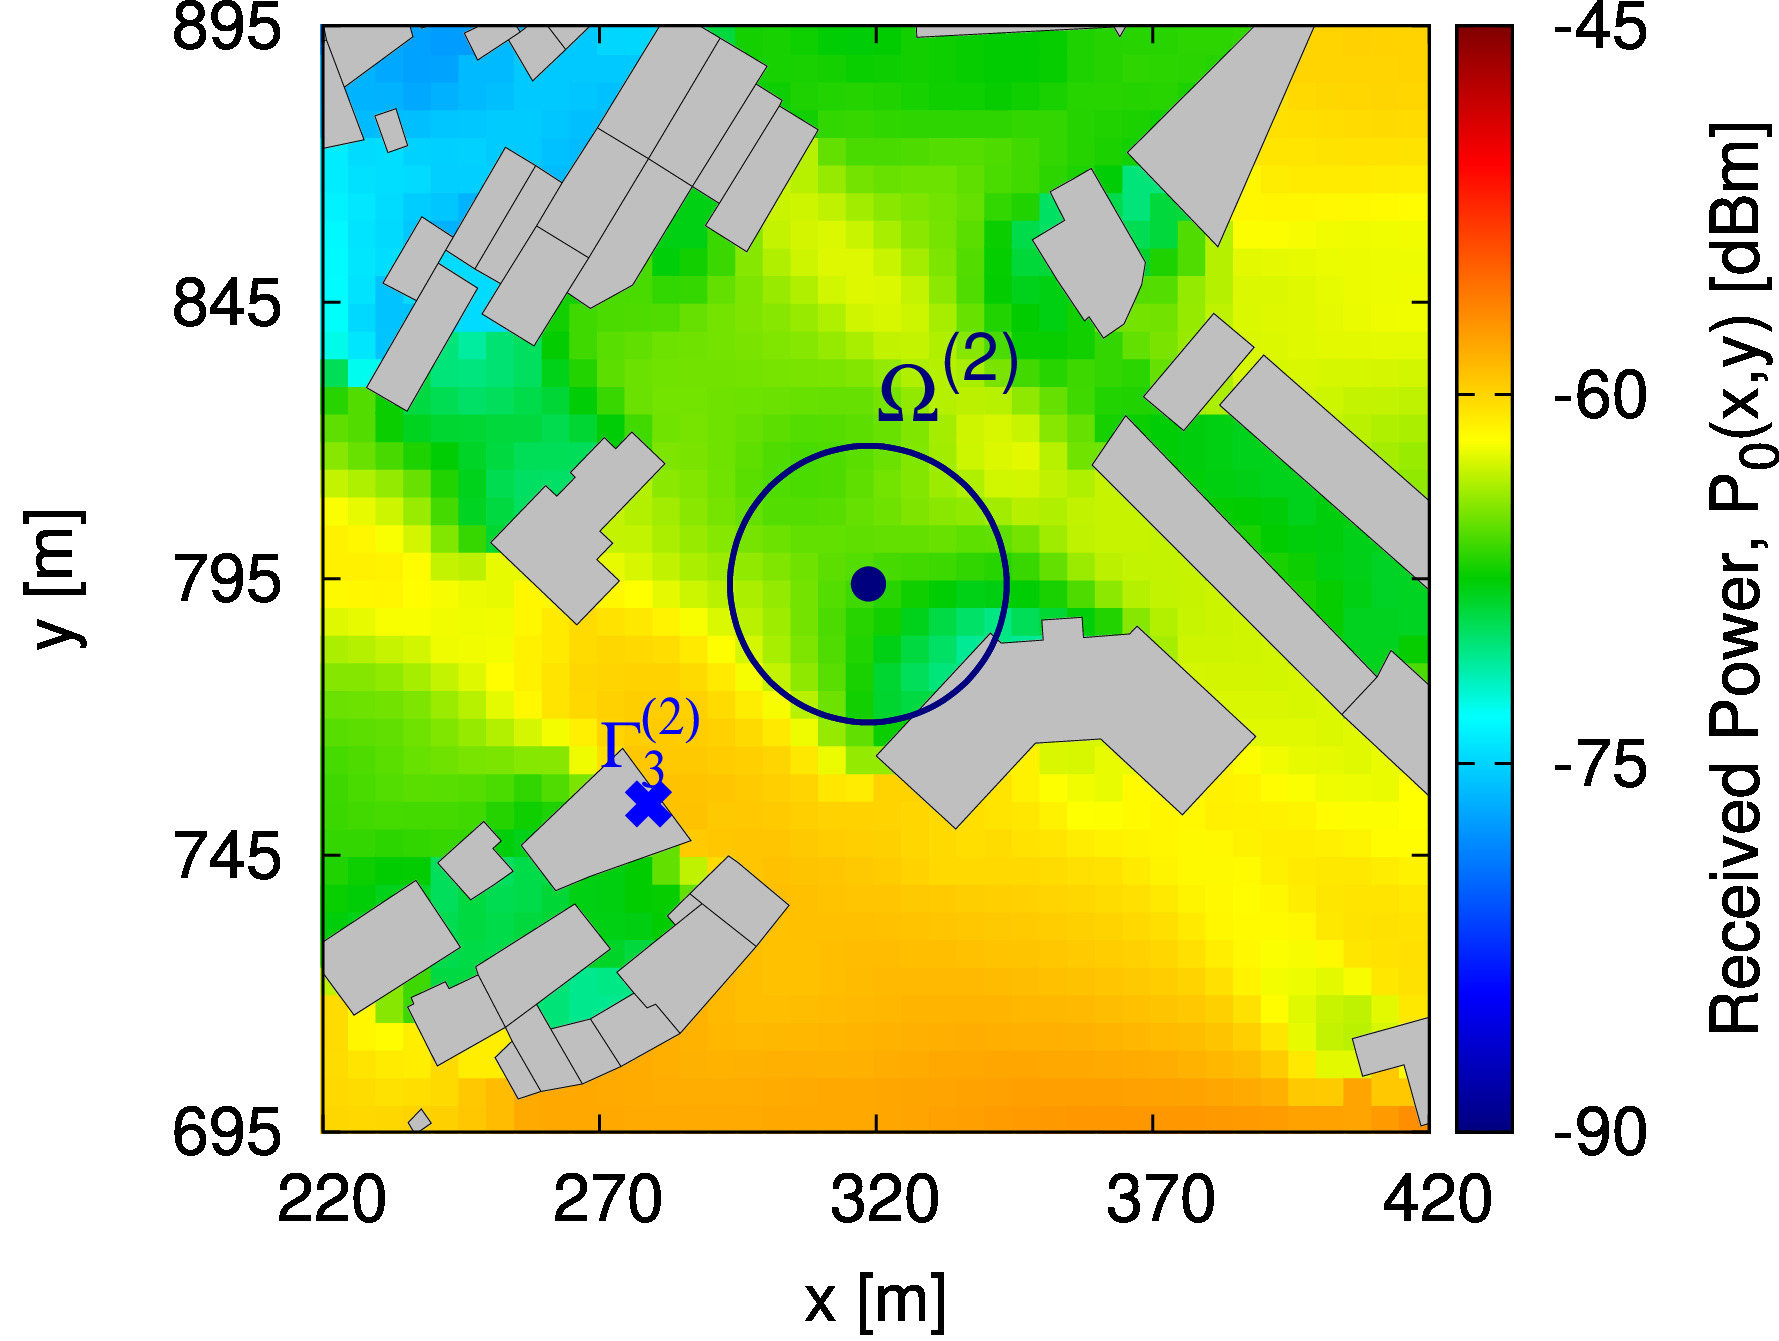 895
845
795
745
695
y [m]
220 270 320 370 420
x [m]
Ω(2)
Γ3(2)
-45
-60
-75
-90
Received Power, P0(x,y) [dBm]